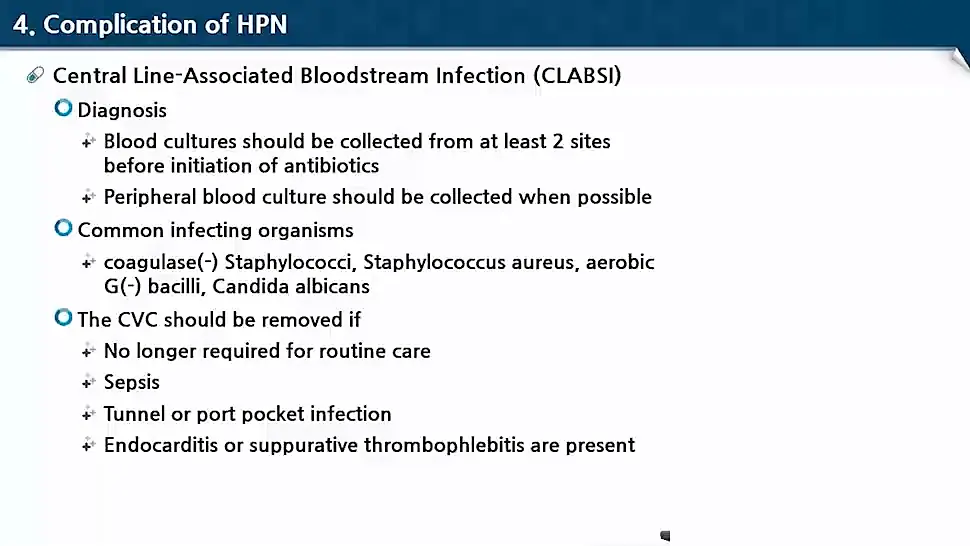 4. Complication of HPN
Central Line-Associated Bloodstream Infection (CLABSI)
Diagnosis
Blood cultures should be collected from at least 2 sites
before initiation of antibiotics
Peripheral blood culture should be collected when possible
Common infecting organisms
coagulase(-) Staphylococci, Staphylococcus aureus, aerobic
G(-) bacilli, Candida albicans
The CVC should be removed if
No longer required for routine care
Sepsis
Tunnel or port pocket infection
Endocarditis or suppurative thrombophlebitis are present